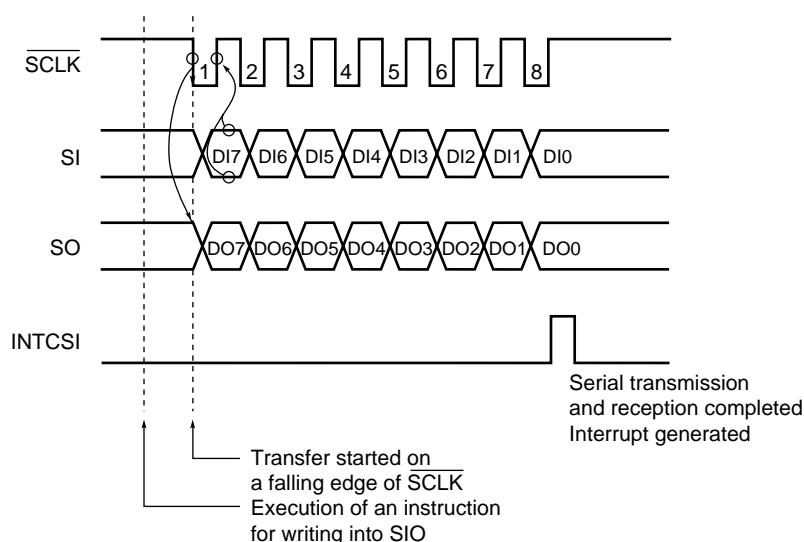 SCLK
1 2 3 4 5 6 7 8
SI
DI7 DI6 DI5 DI4 DI3 DI2 DI1 DI0
SO
DO7 DO6 DO5 DO4 DO3 DO2 DO1 DO0
INTCSI
Serial transmission
and reception completed
Interrupt generated
Transfer started on
a falling edge of SCLK
Execution of an instruction
for writing into SIO